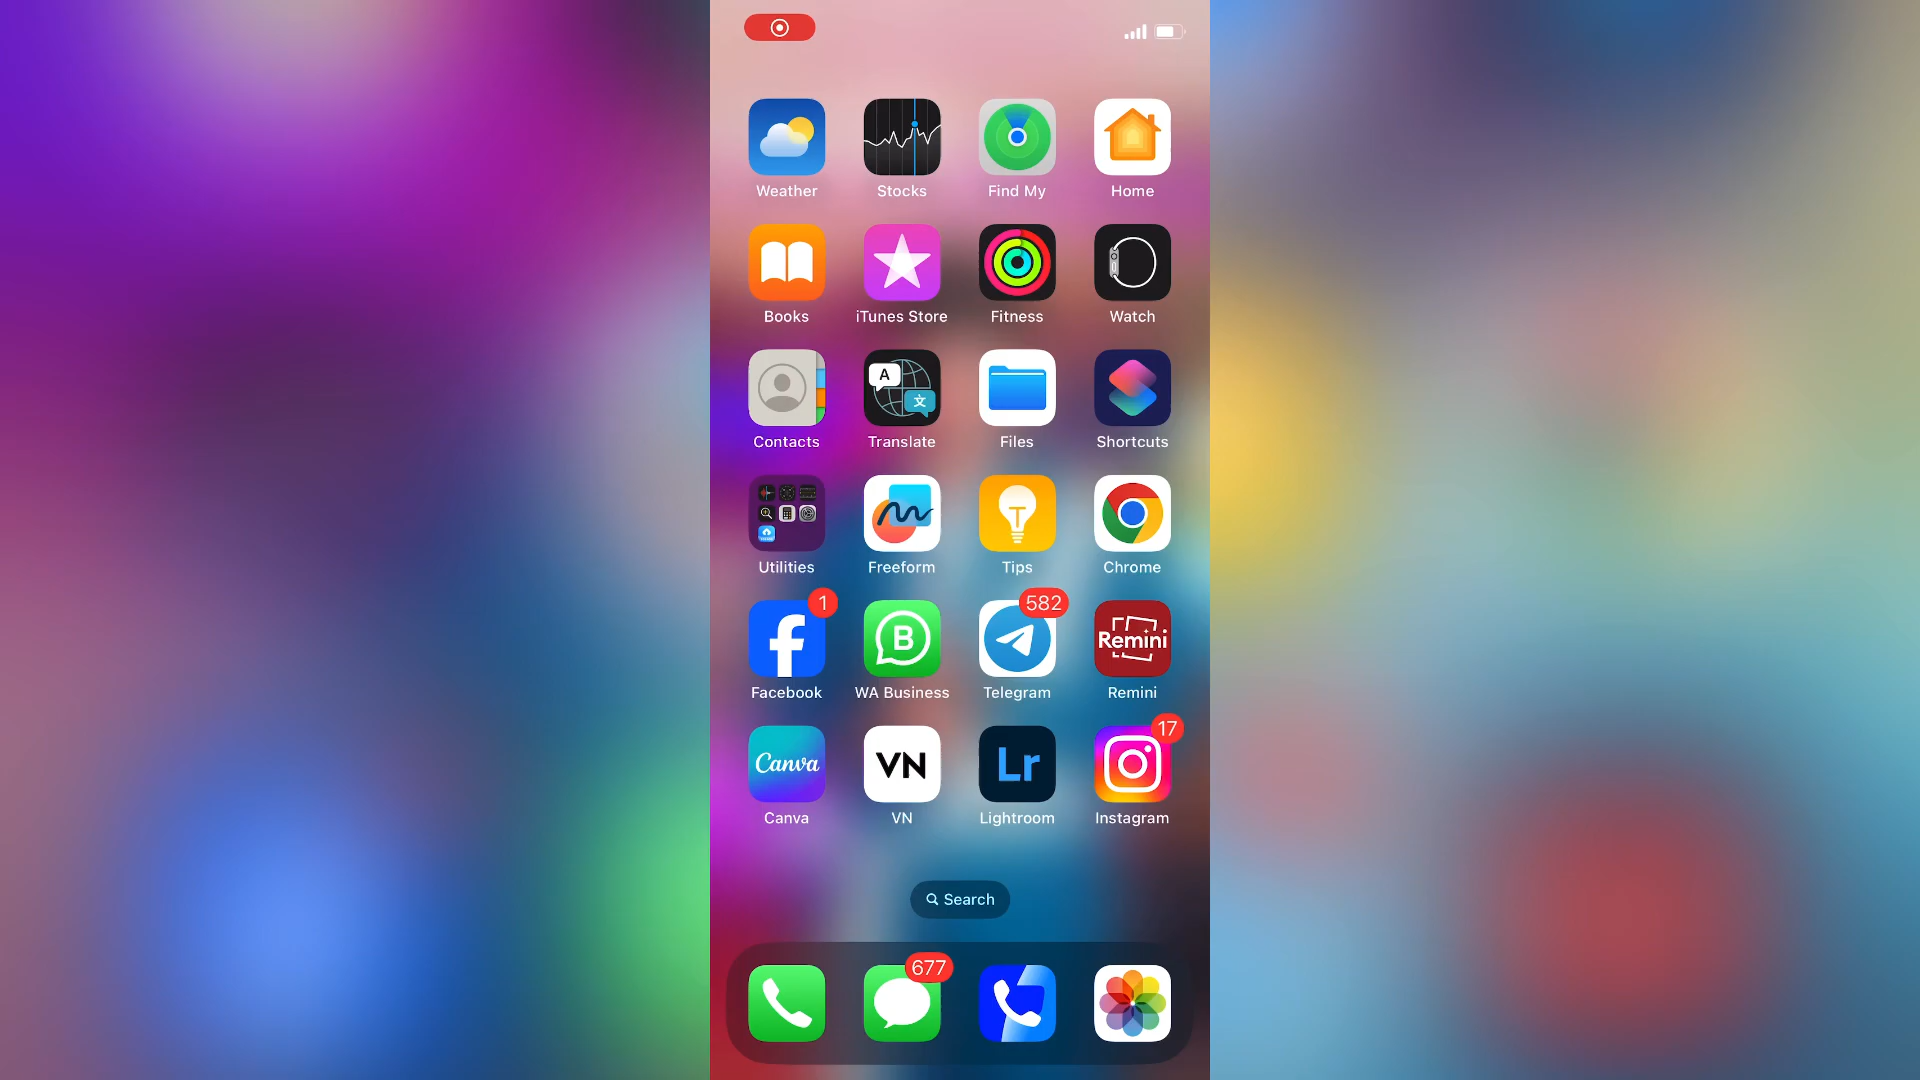 Weather Stocks Find My Home
Books iTunes Store Fitness Watch
A
文
Contacts Translate Files Shortcuts
T
Utilities Freeform Tips Chrome
1 582
B Remini
Facebook WA Business Telegram Remini
17
Canva VN Lr
Canva VN Lightroom Instagram
Search
677